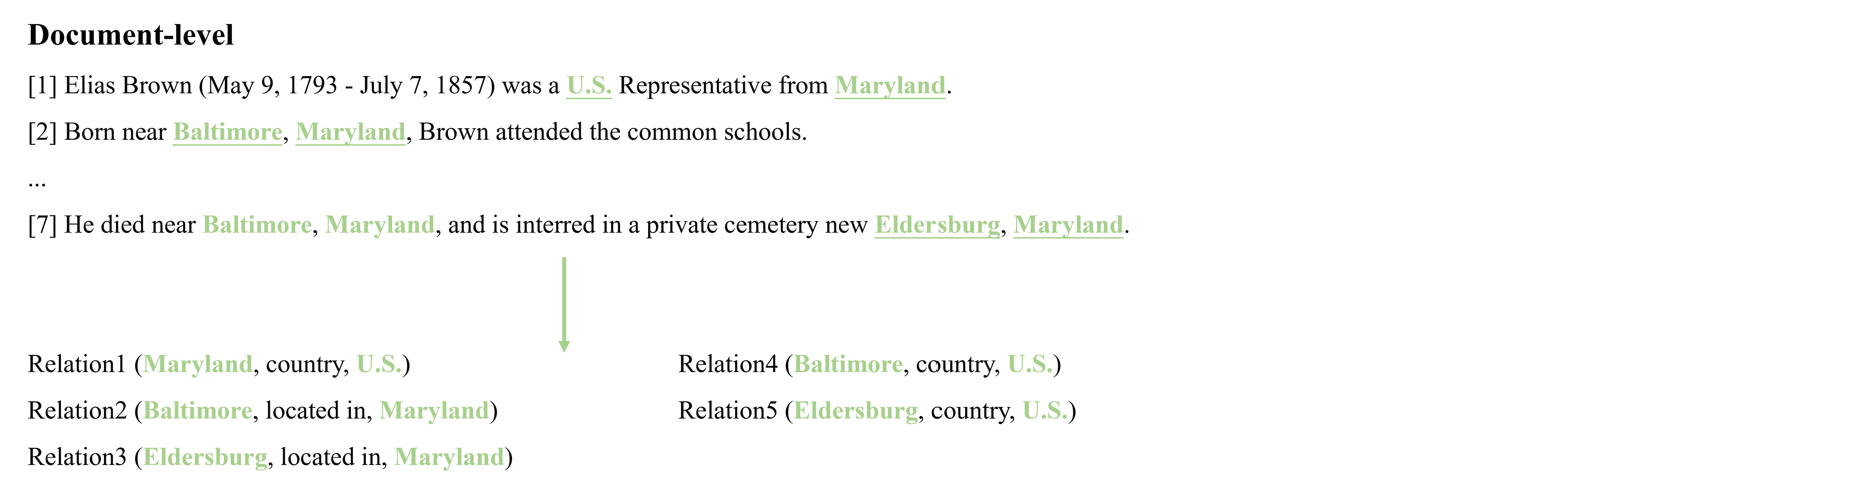 Document-level
[1] Elias Brown (May 9, 1793 - July 7, 1857) was a U.S. Representative from Maryland.
[2] Born near Baltimore, Maryland, Brown attended the common schools.
...
[7] He died near Baltimore, Maryland, and is interred in a private cemetery new Eldersburg, Maryland.
Relation1 (Maryland, country, U.S.)
Relation2 (Baltimore, located in, Maryland)
Relation3 (Eldersburg, located in, Maryland)
Relation4 (Baltimore, country, U.S.)
Relation5 (Eldersburg, country, U.S.)